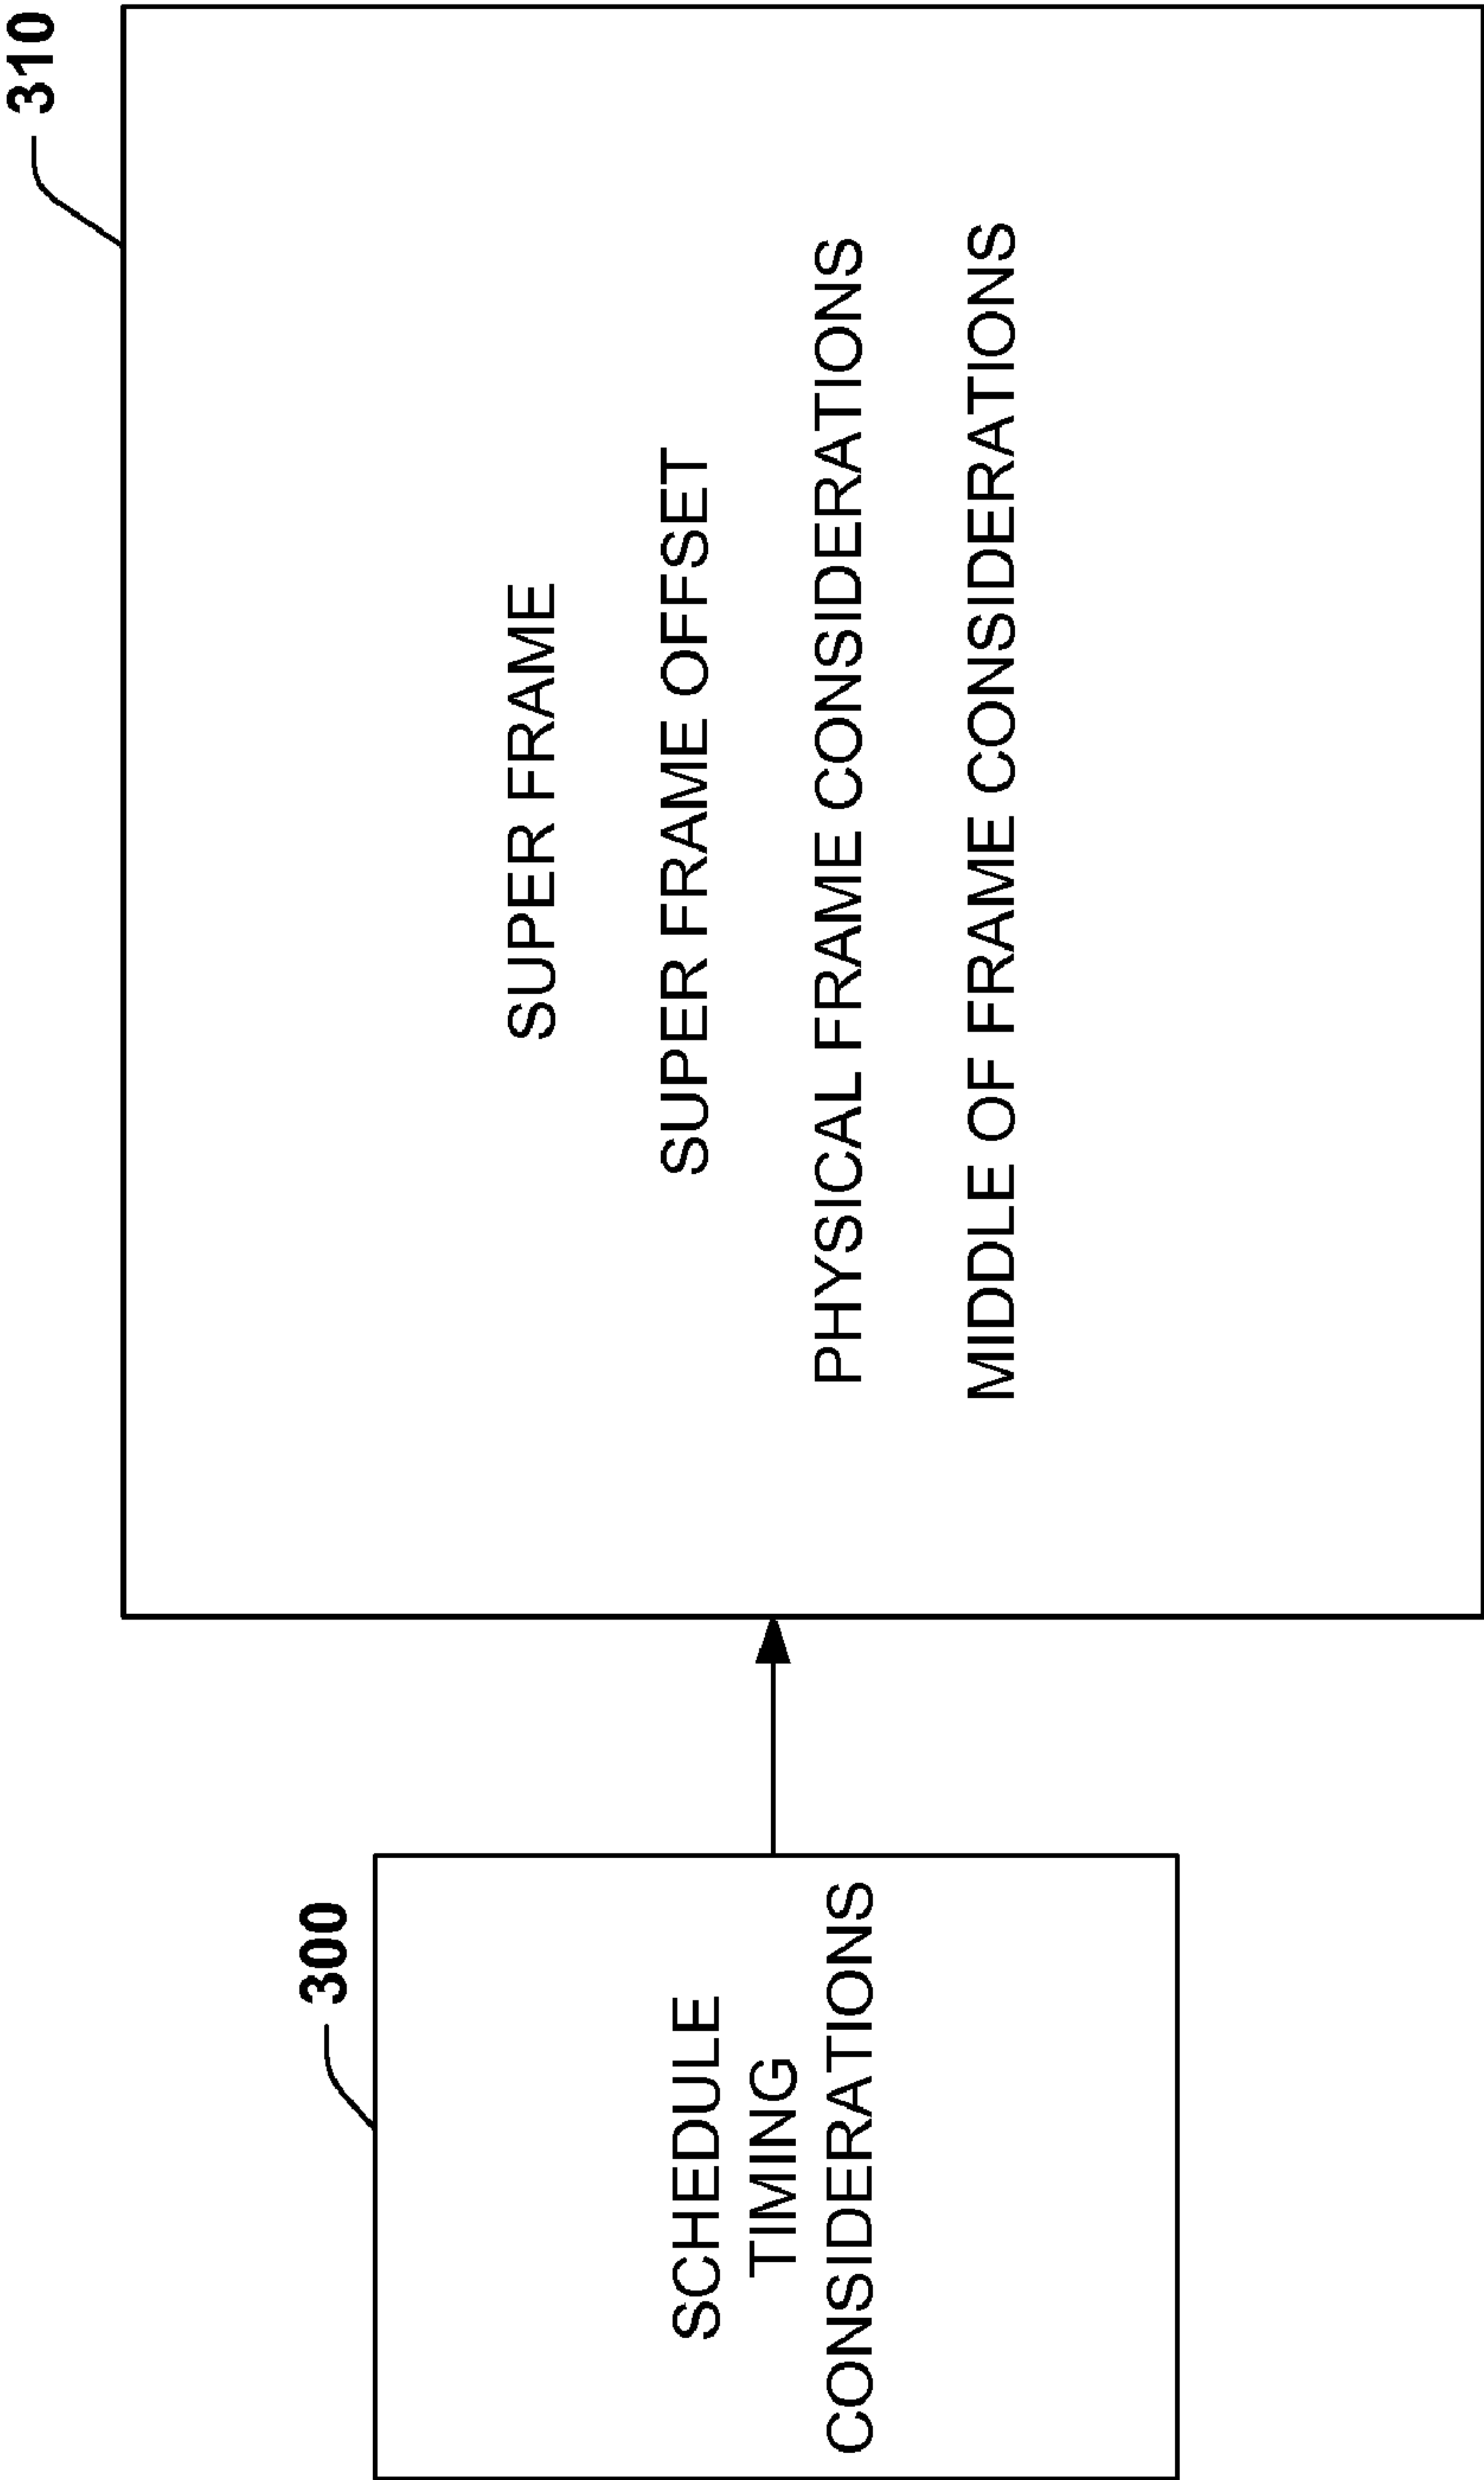 300
SCHEDULE
TIMING
CONSIDERATIONS
310
SUPER FRAME
SUPER FRAME OFFSET
PHYSICAL FRAME CONSIDERATIONS
MIDDLE OF FRAME CONSIDERATIONS